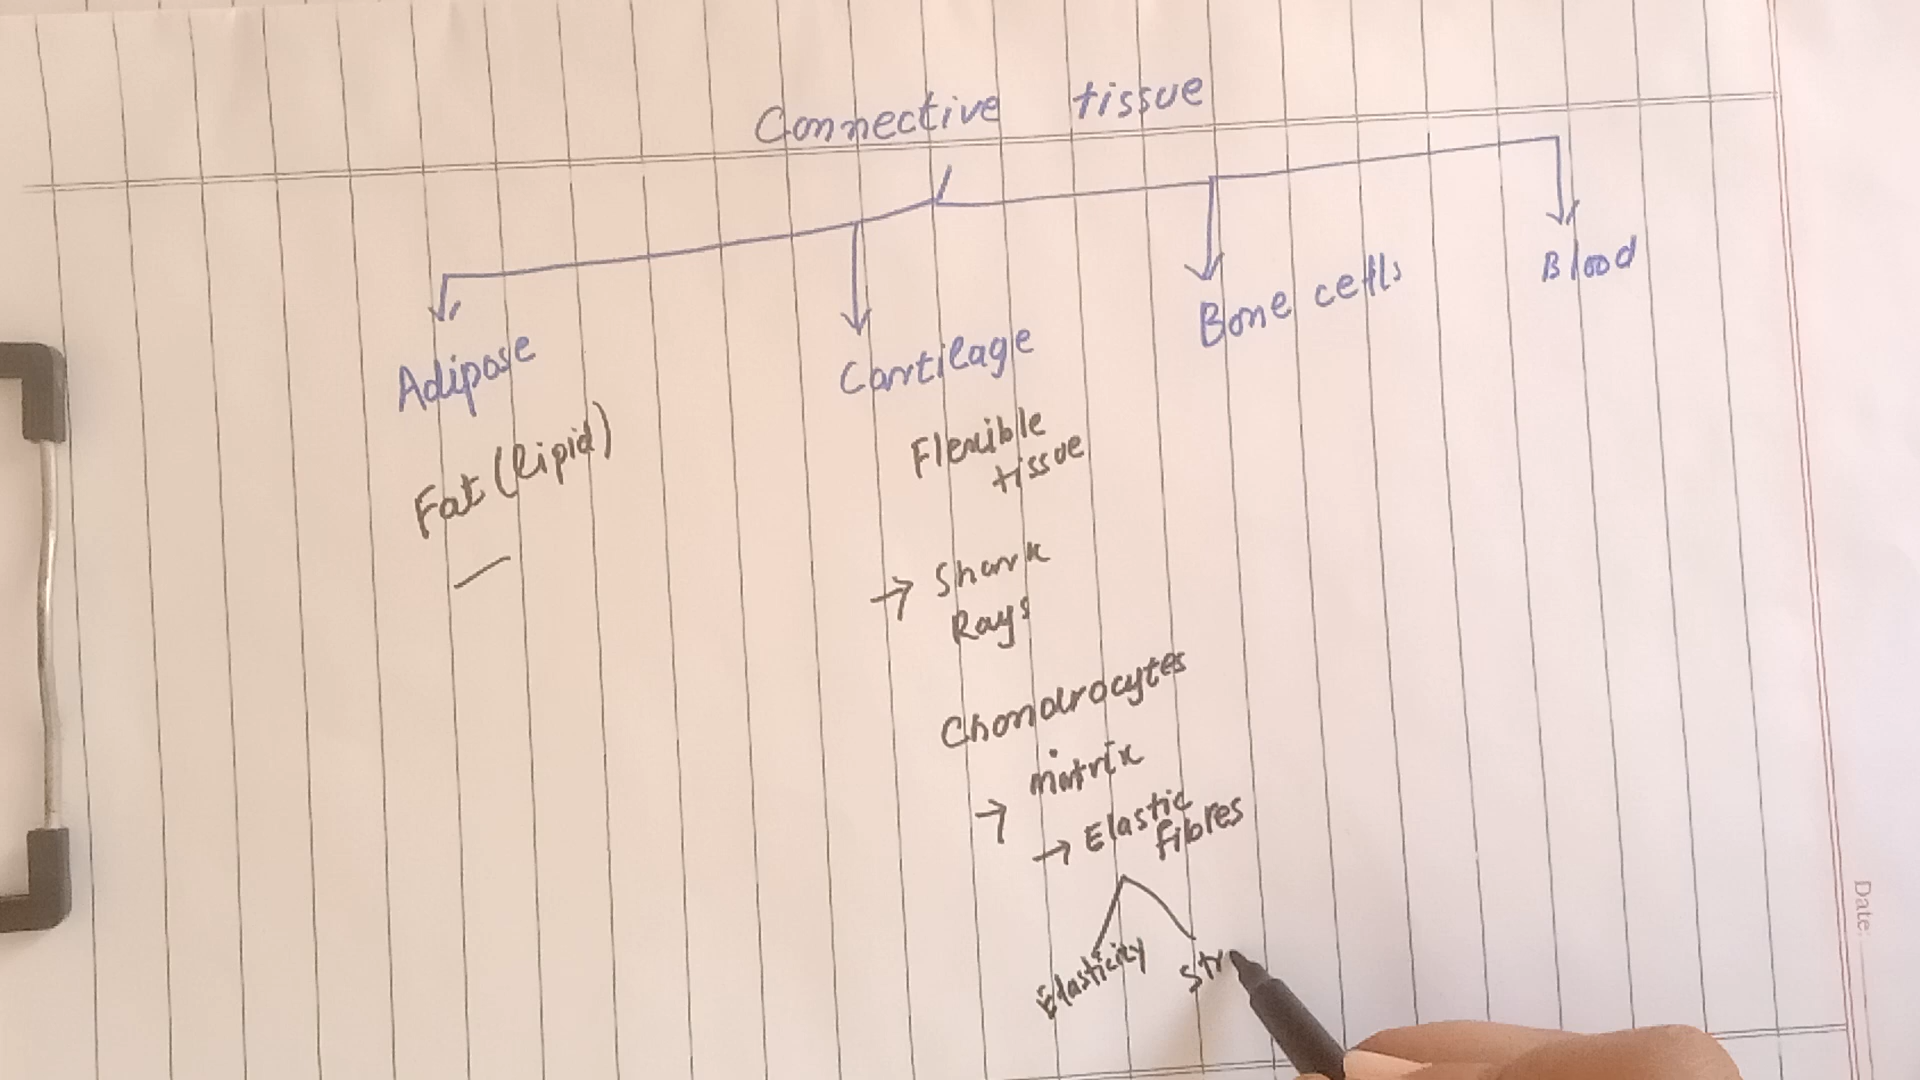 Connective tissue
Adipose
Cartilage
Bone cells
Blood
Fat (lipid)
Flexible
tissue
→ Shark
Rays
Chondrocytes
→ matrix
→ Elastic
fibres
Elasticity
Str
Date: